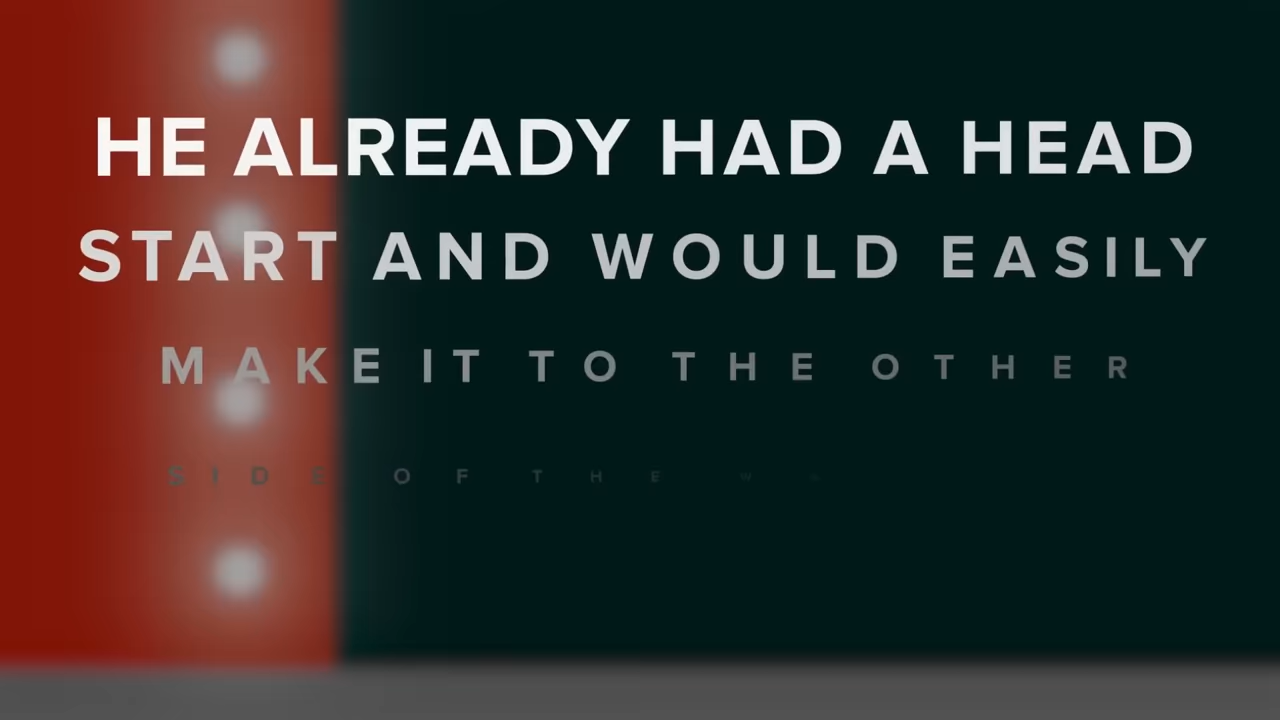 HE ALREADY HAD A HEAD
START AND WOULD EASILY
MAKE IT TO THE OTHER
SIDE OF THE